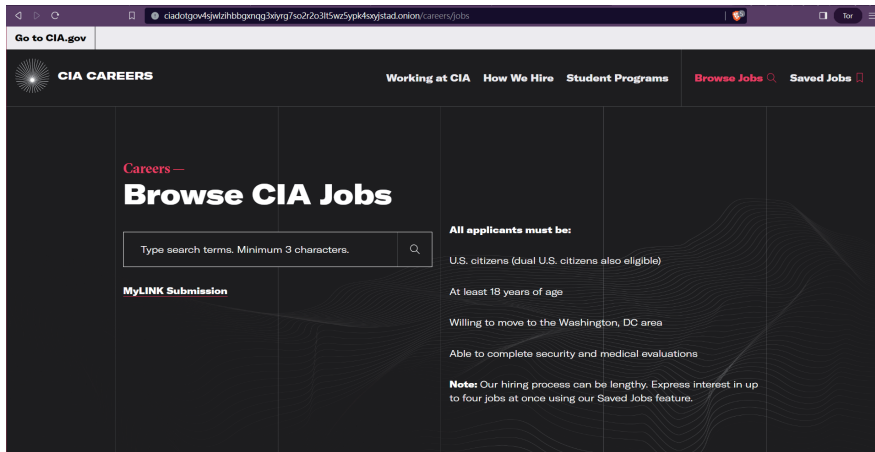 ciadotgov4sjwlzihbbgxnqg3xiyrg7so2r2o3lt5wz5ypk4sxyjstad.onion/careers/jobs
Tor
Go to CIA.gov
CIA CAREERS
Working at CIA How We Hire Student Programs Browse Jobs Saved Jobs
Careers —
Browse CIA Jobs
Type search terms. Minimum 3 characters.
MyLINK Submission
All applicants must be:
U.S. citizens (dual U.S. citizens also eligible)
At least 18 years of age
Willing to move to the Washington, DC area
Able to complete security and medical evaluations
Note: Our hiring process can be lengthy. Express interest in up
to four jobs at once using our Saved Jobs feature.